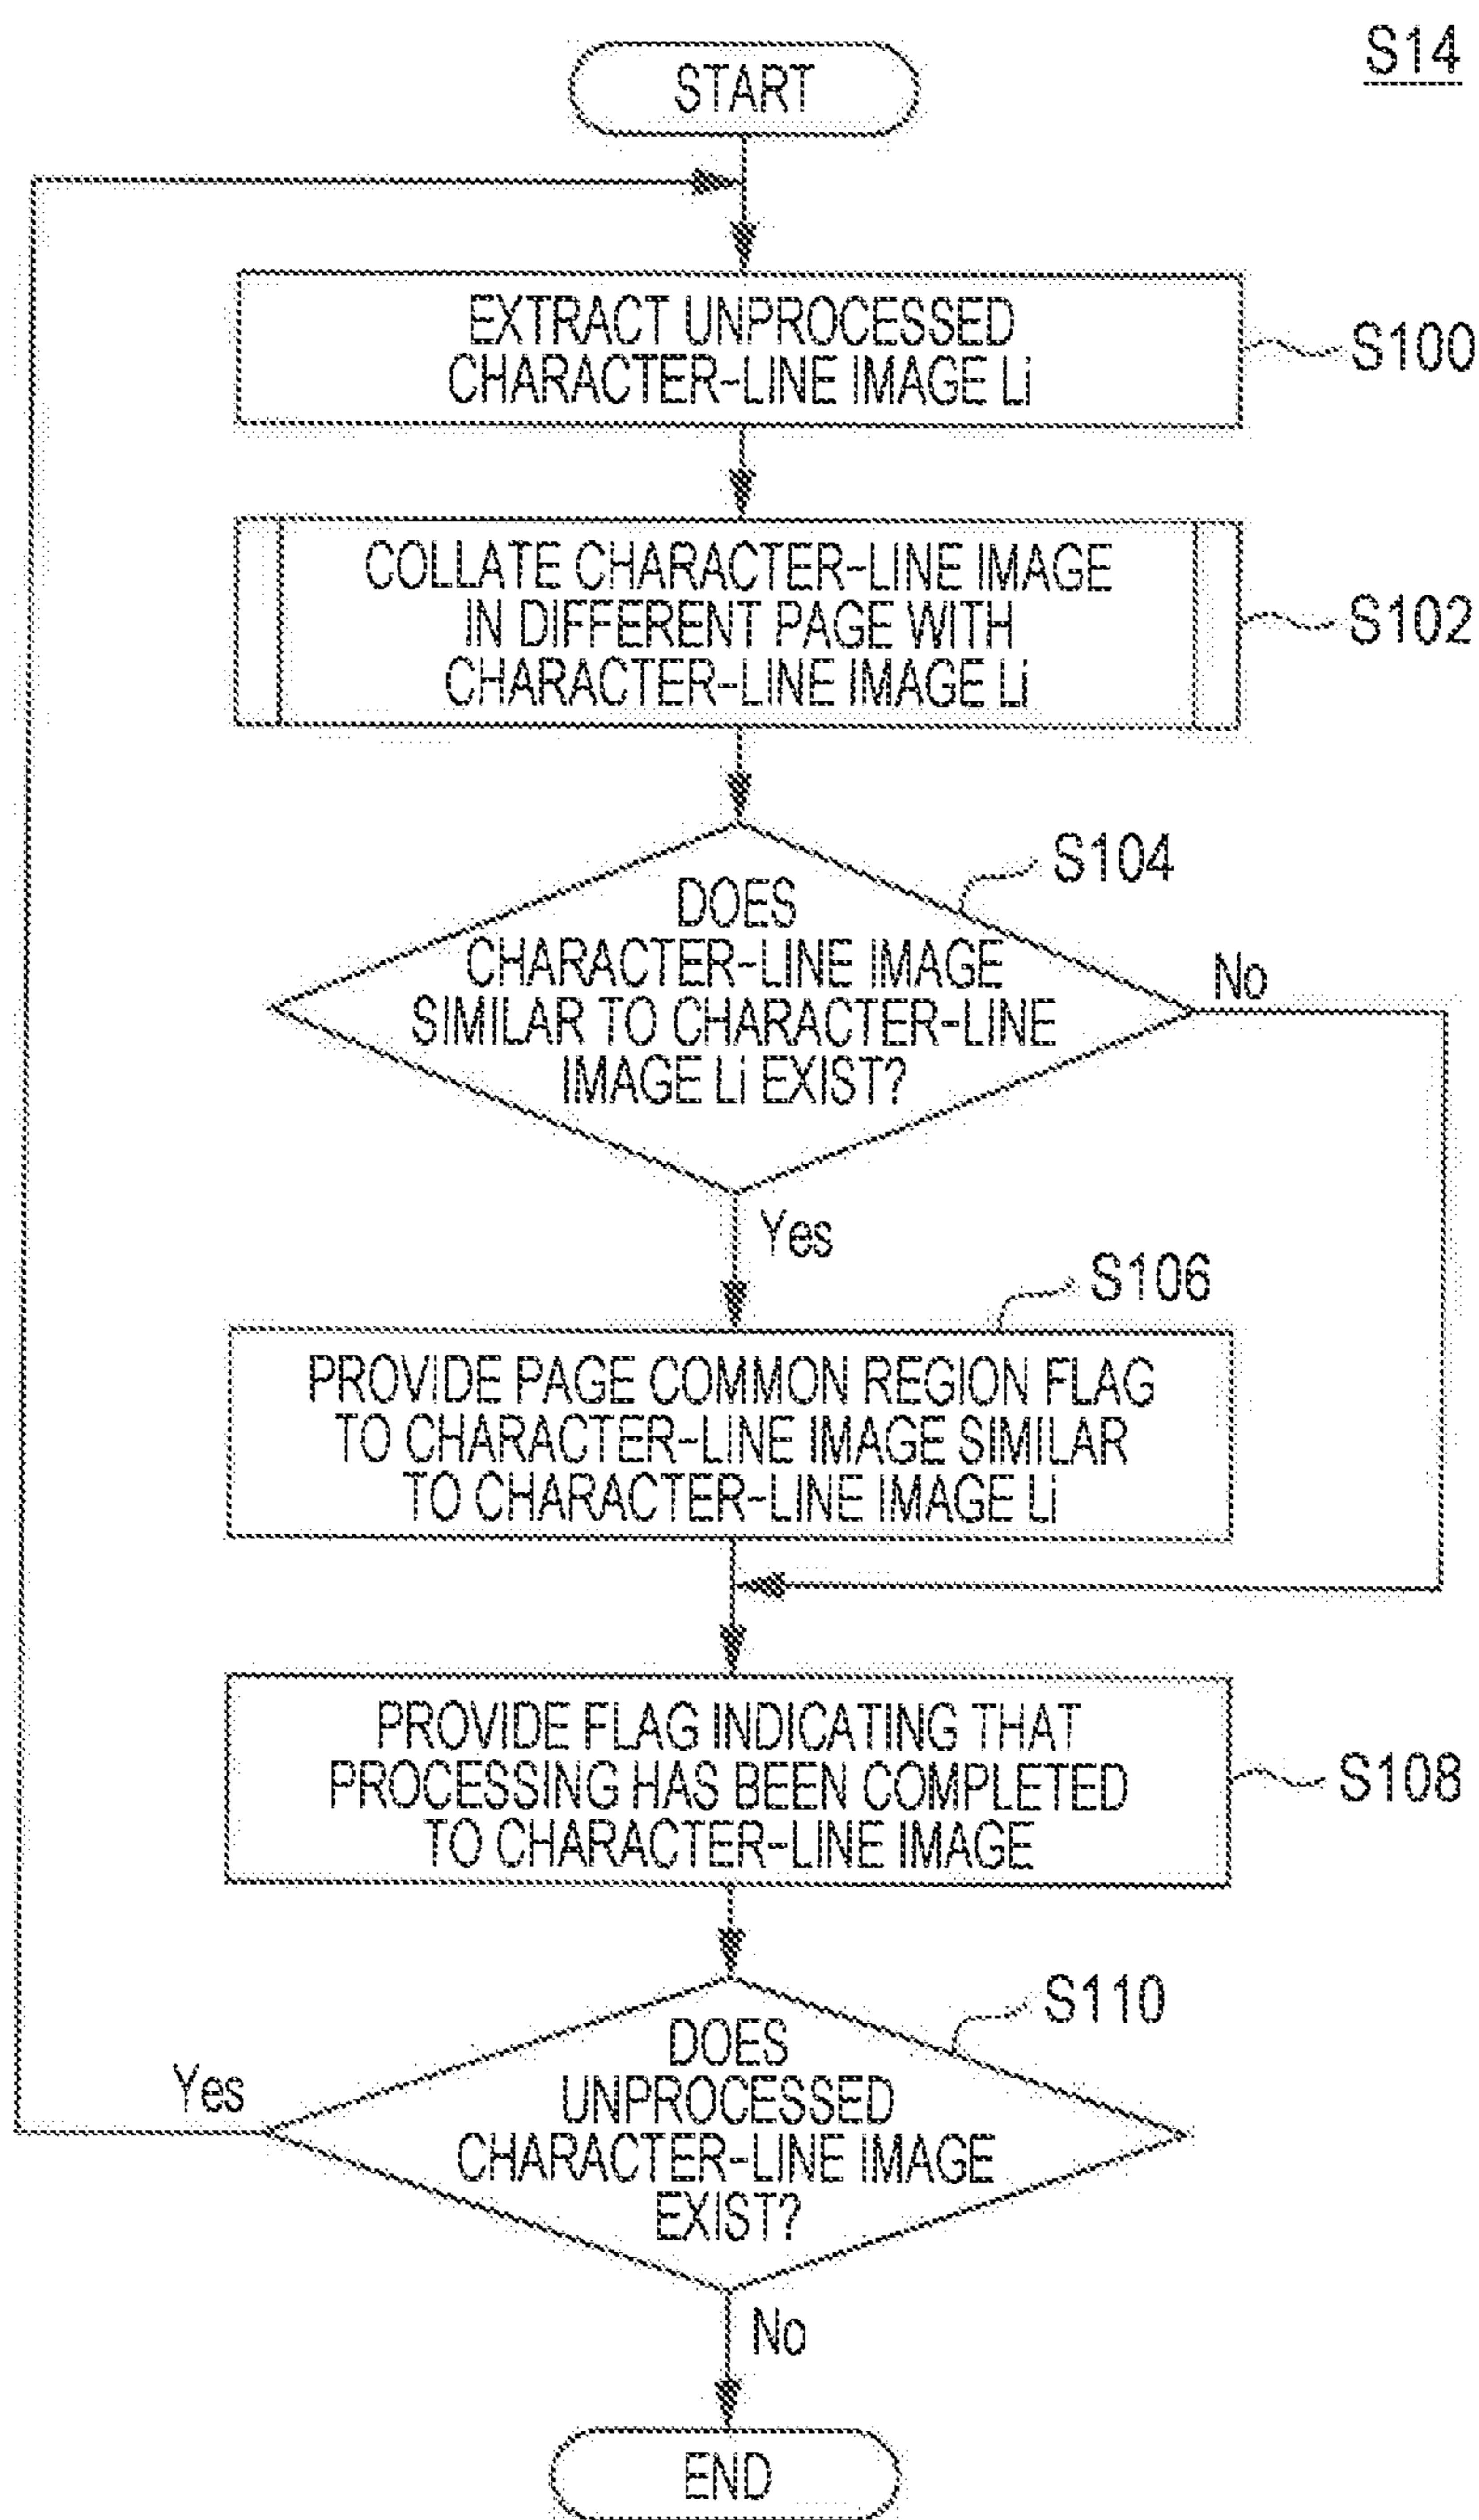 S14
START
EXTRACT UNPROCESSED
CHARACTER-LINE IMAGE Li
S100
COLLATE CHARACTER-LINE IMAGE
IN DIFFERENT PAGE WITH
CHARACTER-LINE IMAGE Li
S102
S104
DOES
CHARACTER-LINE IMAGE
SIMILAR TO CHARACTER-LINE
IMAGE Li EXIST?
No
Yes
S106
PROVIDE PAGE COMMON REGION FLAG
TO CHARACTER-LINE IMAGE SIMILAR
TO CHARACTER-LINE IMAGE Li
PROVIDE FLAG INDICATING THAT
PROCESSING HAS BEEN COMPLETED
TO CHARACTER-LINE IMAGE
S108
S110
DOES
UNPROCESSED
CHARACTER-LINE IMAGE
EXIST?
Yes
No
END